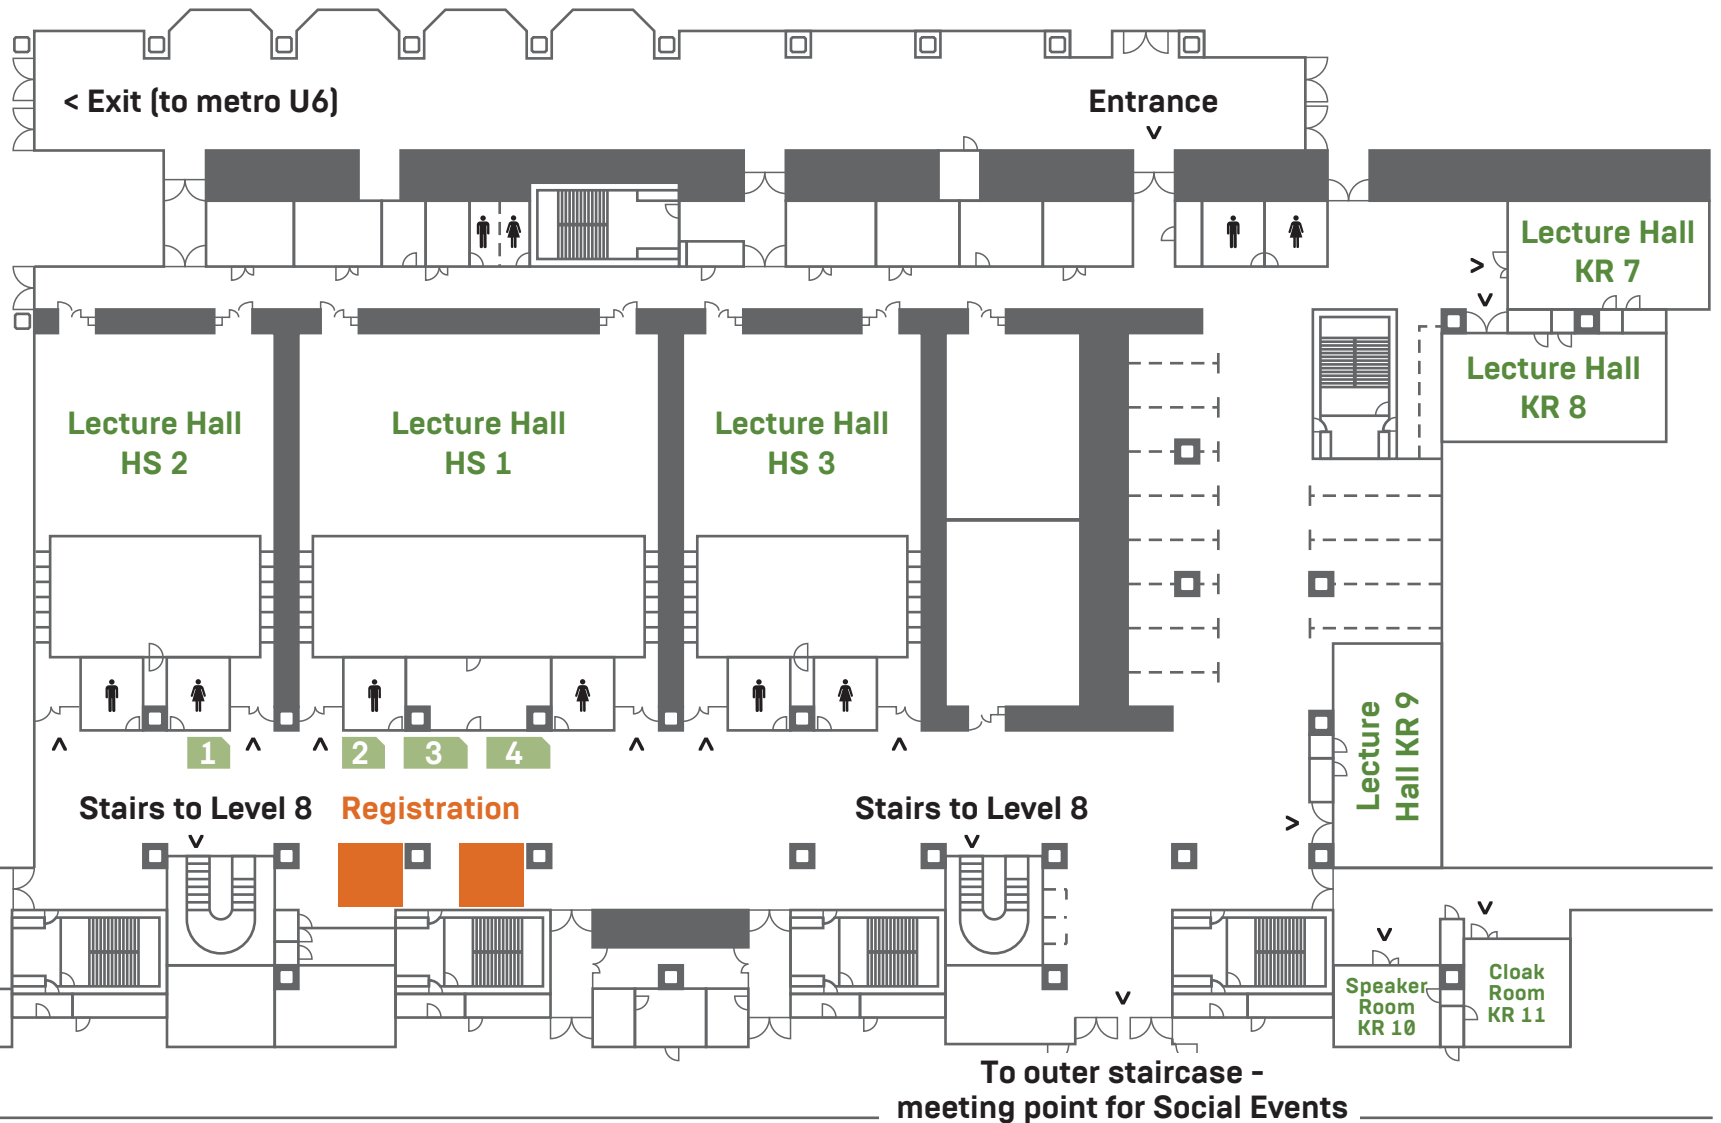 < Exit (to metro U6)
Entrance
Lecture Hall
KR 7
Lecture Hall
KR 8
Lecture Hall
HS 2
Lecture Hall
HS 1
Lecture Hall
HS 3
Lecture
Hall KR 9
1
2
3
4
Stairs to Level 8
Registration
Stairs to Level 8
Speaker
Room
KR 10
Cloak
Room
KR 11
To outer staircase -
meeting point for Social Events